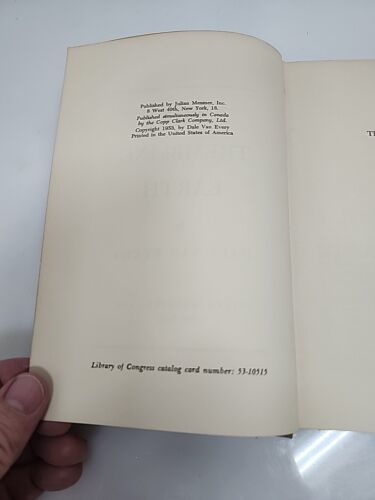 Published by Julian Messner, Inc.
8 West 40th, New York, 18.
Published simultaneously in Canada
by the Copp Clark Company, Ltd.
Copyright 1953, by Dale Van Every
Printed in the United States of America
Library of Congress catalog card number: 53-10515